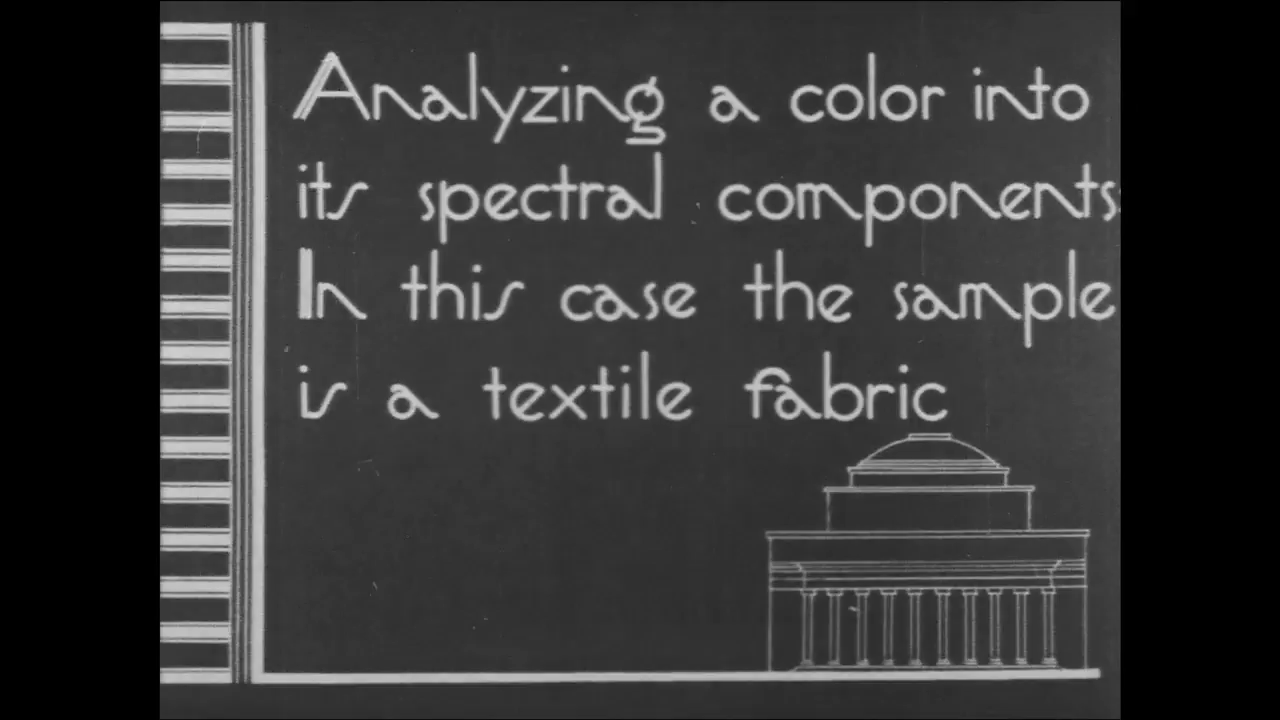 Analyzing a color into
its spectral components
In this case the sample
is a textile fabric